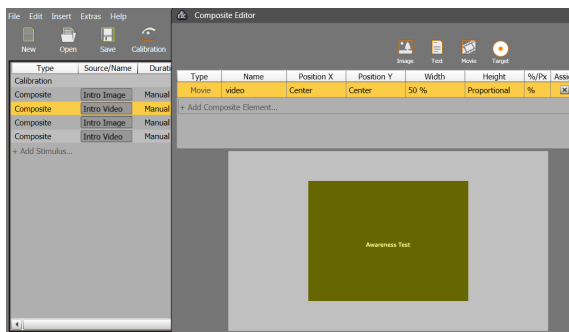 File Edit Insert Extras Help
Composite Editor
New Open Save Calibration
Image Text Movie Target
Type Source/Name Durati
Calibration
Composite Intro Image Manual
Composite Intro Video Manual
Composite Intro Image Manual
Composite Intro Video Manual
+ Add Stimulus...
Type Name Position X Position Y Width Height %/Px Assi
Movie video Center Center 50 % Proportional %
+ Add Composite Element...
Awareness Test